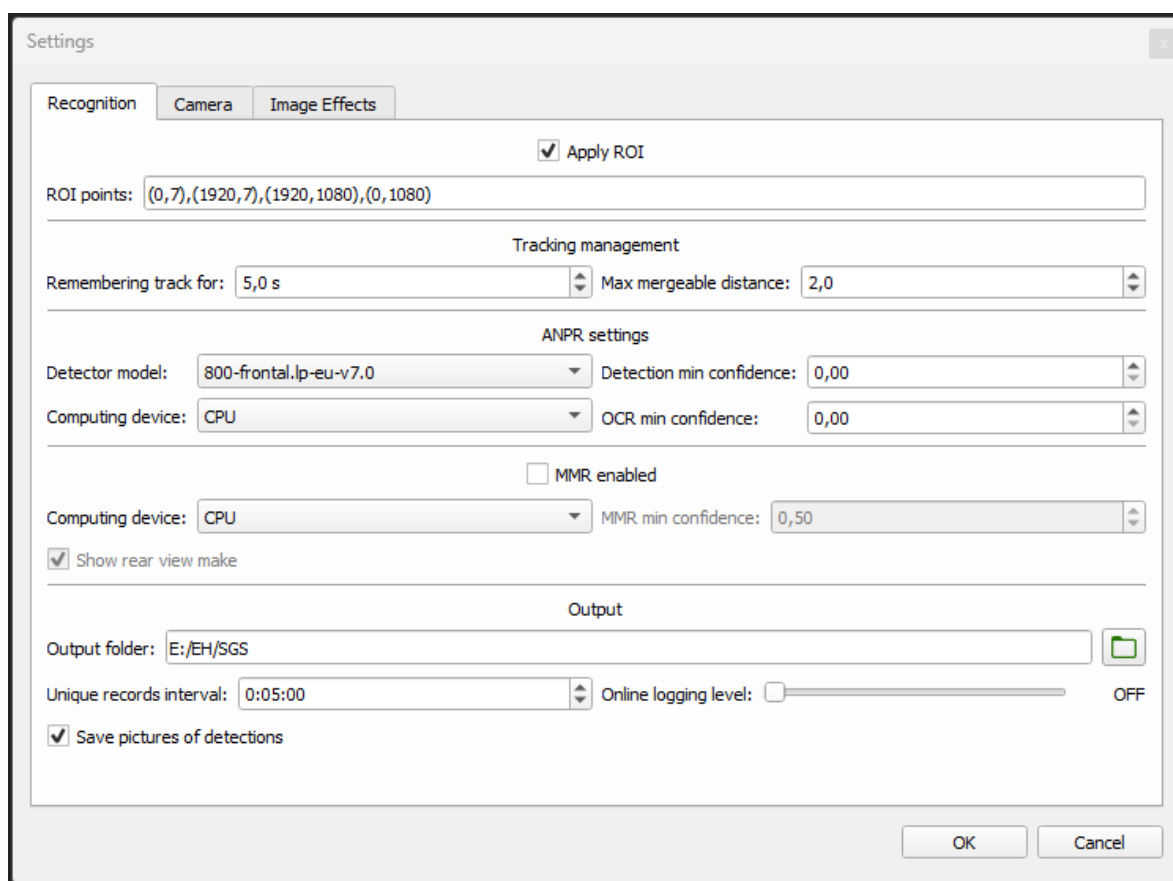 Settings
x
Recognition Camera Image Effects
Apply ROI
ROI points: (0,7),(1920,7),(1920,1080),(0,1080)
Tracking management
Remembering track for: 5,0 s Max mergeable distance: 2,0
ANPR settings
Detector model: 800-frontal.lp-eu-v7.0 Detection min confidence: 0,00
Computing device: CPU OCR min confidence: 0,00
MMR enabled
Computing device: CPU MMR min confidence: 0,50
Show rear view make
Output
Output folder: E:/EH/SGS
Unique records interval: 0:05:00 Online logging level: OFF
Save pictures of detections
OK Cancel